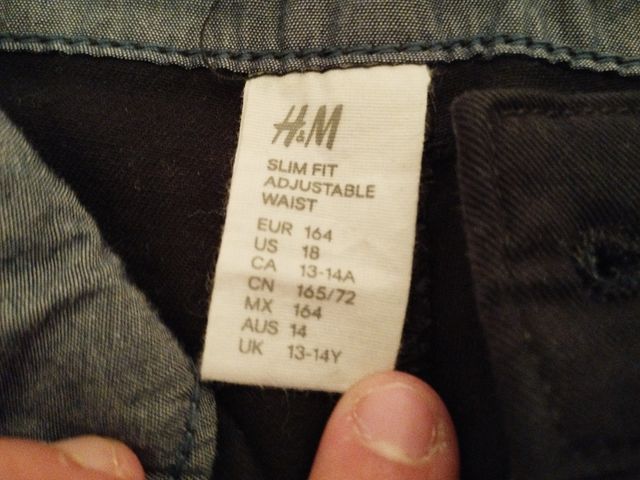 H&M
SLIM FIT
ADJUSTABLE
WAIST
EUR 164
US 18
CA 13-14A
CN 165/72
MX 164
AUS 14
UK 13-14Y